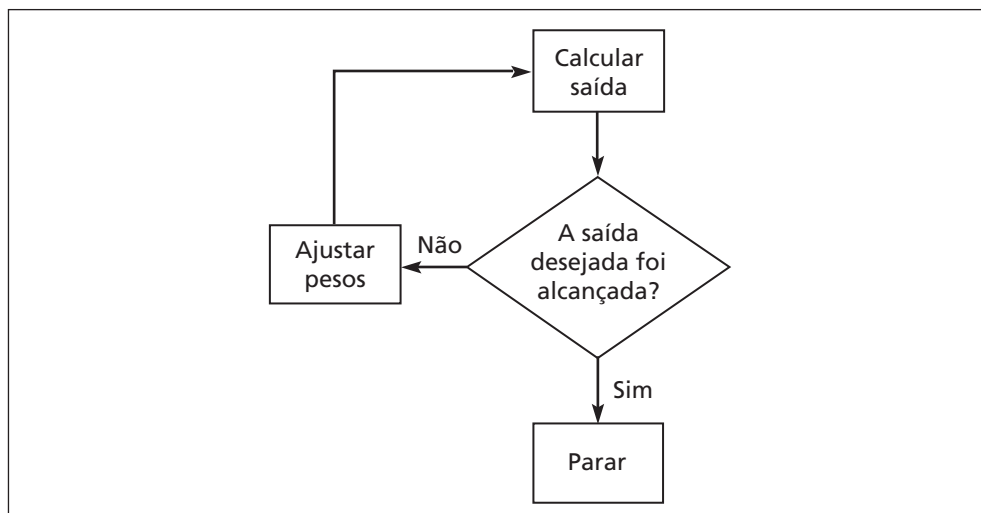 Calcular
saída
A saída
desejada foi
alcançada?
Não
Ajustar
pesos
Sim
Parar